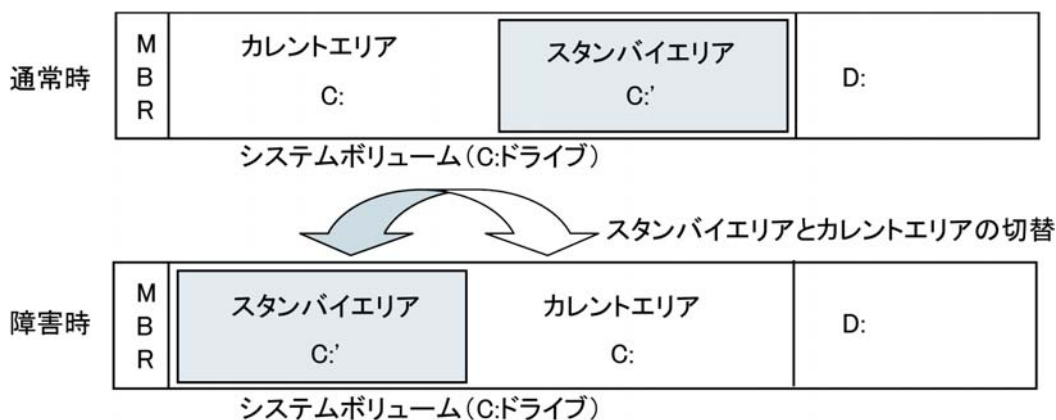 通常時
MBR
カレントエリア
C:
スタンバイエリア
C:'
D:
システムボリューム(C:ドライブ)
スタンバイエリアとカレントエリアの切替
障害時
MBR
スタンバイエリア
C:'
カレントエリア
C:
D:
システムボリューム(C:ドライブ)